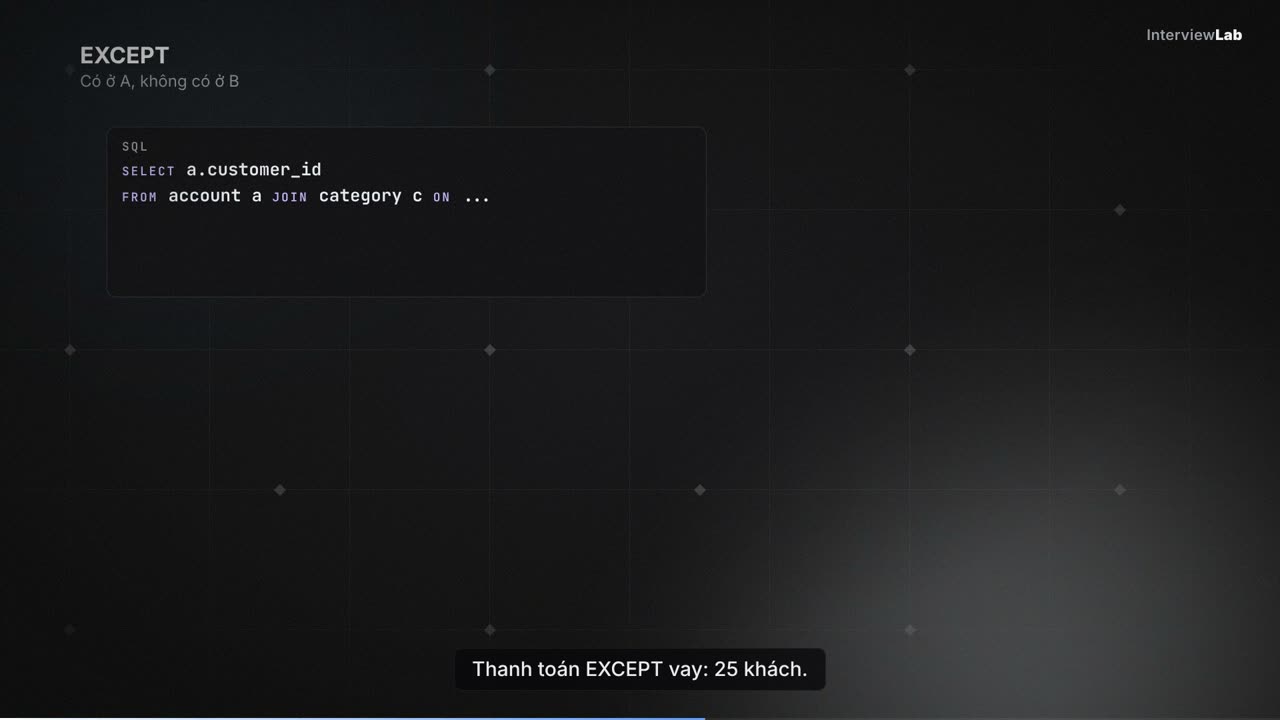 InterviewLab
EXCEPT
Có ở A, không có ở B
SQL
SELECT a.customer_id
FROM account a JOIN category c ON ...
Thanh toán EXCEPT vay: 25 khách.